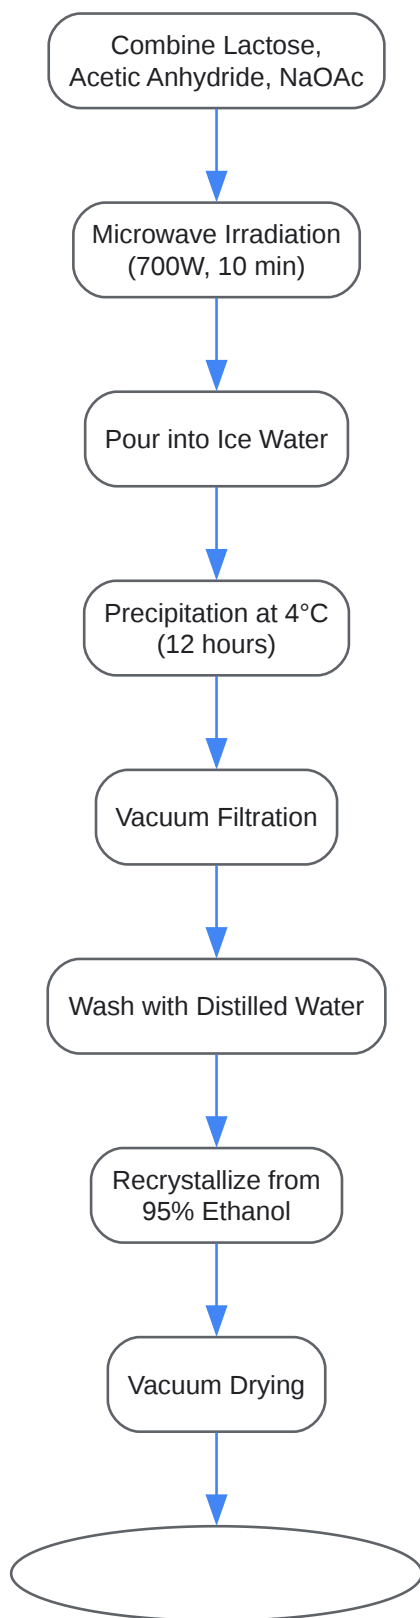 Combine Lactose,
Acetic Anhydride, NaOAc
Microwave Irradiation
(700W, 10 min)
Pour into Ice Water
Precipitation at 4°C
(12 hours)
Vacuum Filtration
Wash with Distilled Water
Recrystallize from
95% Ethanol
Vacuum Drying